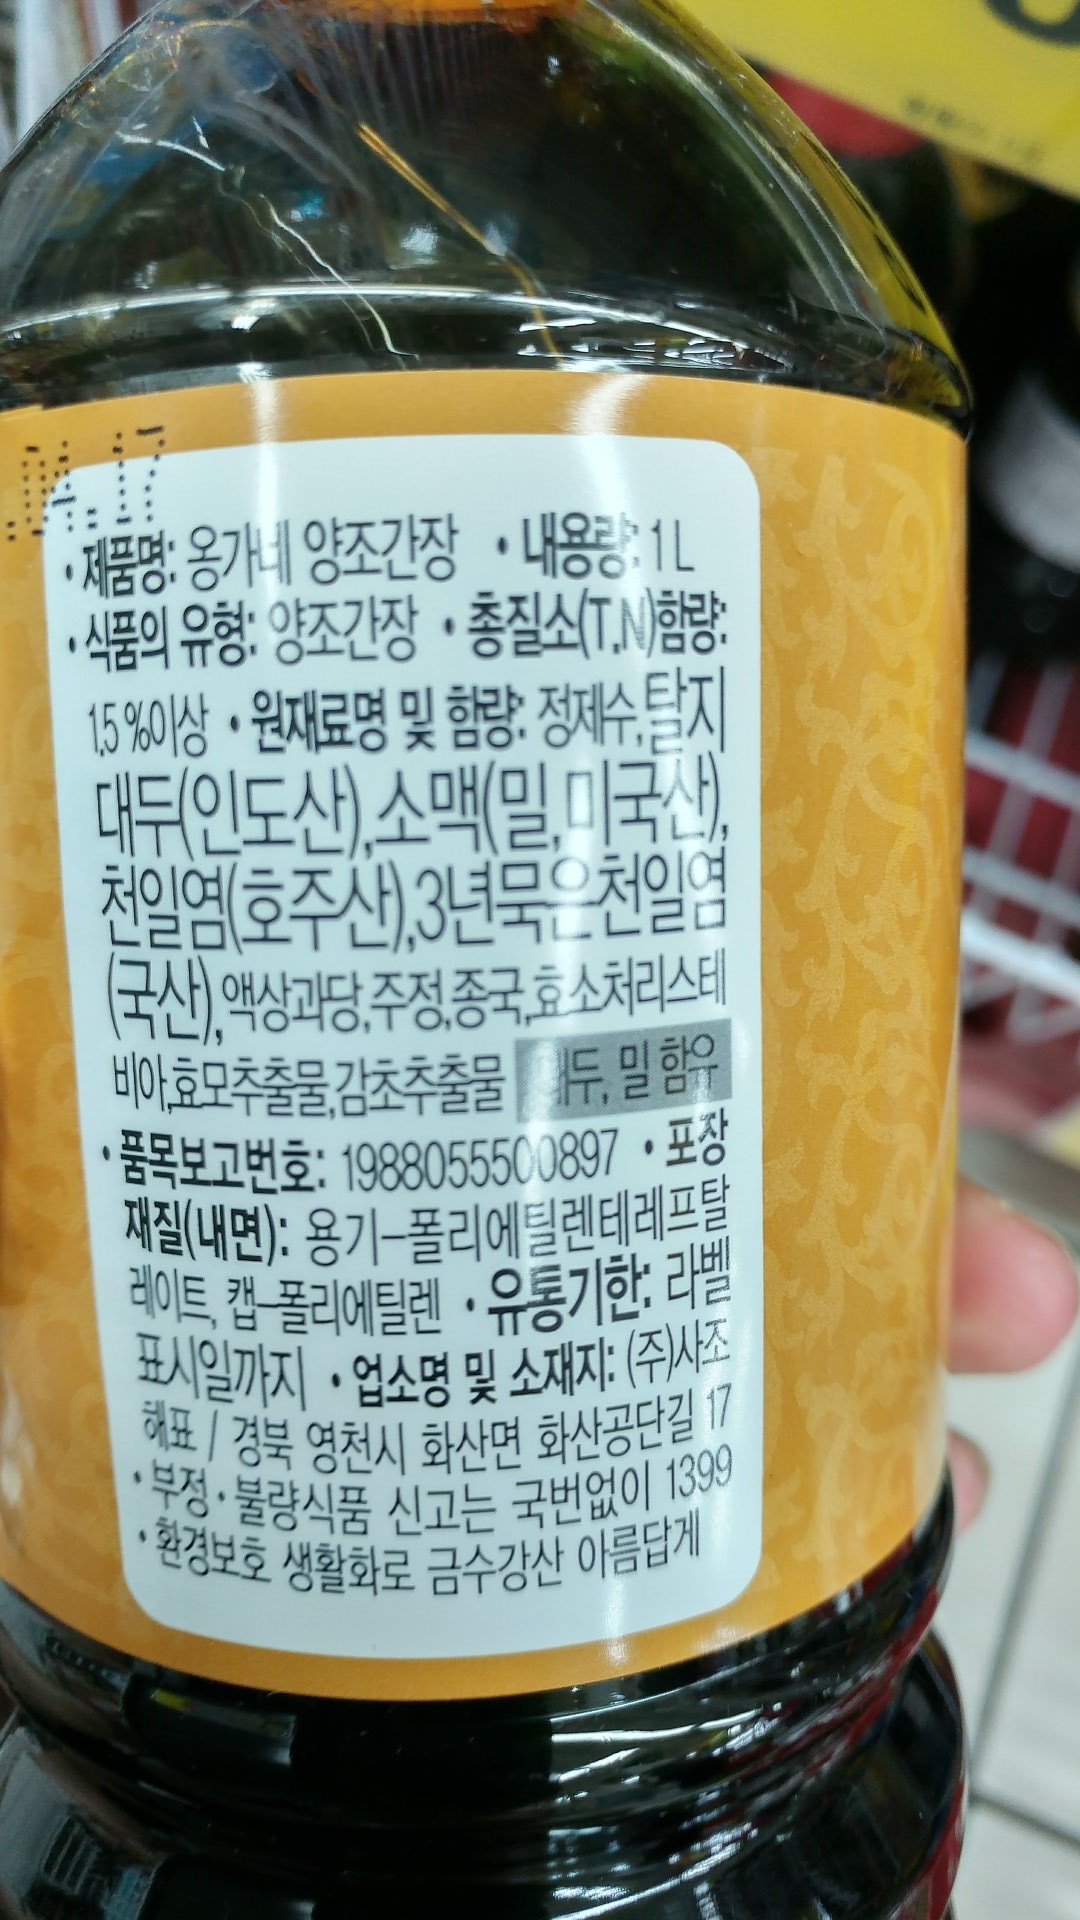 .04.17
• 제품명: 옹가네 양조간장 • 내용량: 1L
• 식품의 유형: 양조간장 • 총질소(T.N)함량:
1.5%이상 • 원재료명 및 함량: 정제수,탈지
대두(인도산),소맥(밀,미국산),
천일염(호주산),3년묵은천일염
(국산),액상과당,주정,종국,효소처리스테
비아,효모추출물,감초추출물 대두, 밀 함유
• 품목보고번호: 1988055500897 • 포장
재질(내면): 용기-폴리에틸렌테레프탈
레이트, 캡-폴리에틸렌 • 유통기한: 라벨
표시일까지 • 업소명 및 소재지: (주)사조
해표 / 경북 영천시 화산면 화산공단길 17
• 부정·불량식품 신고는 국번없이 1399
• 환경보호 생활화로 금수강산 아름답게